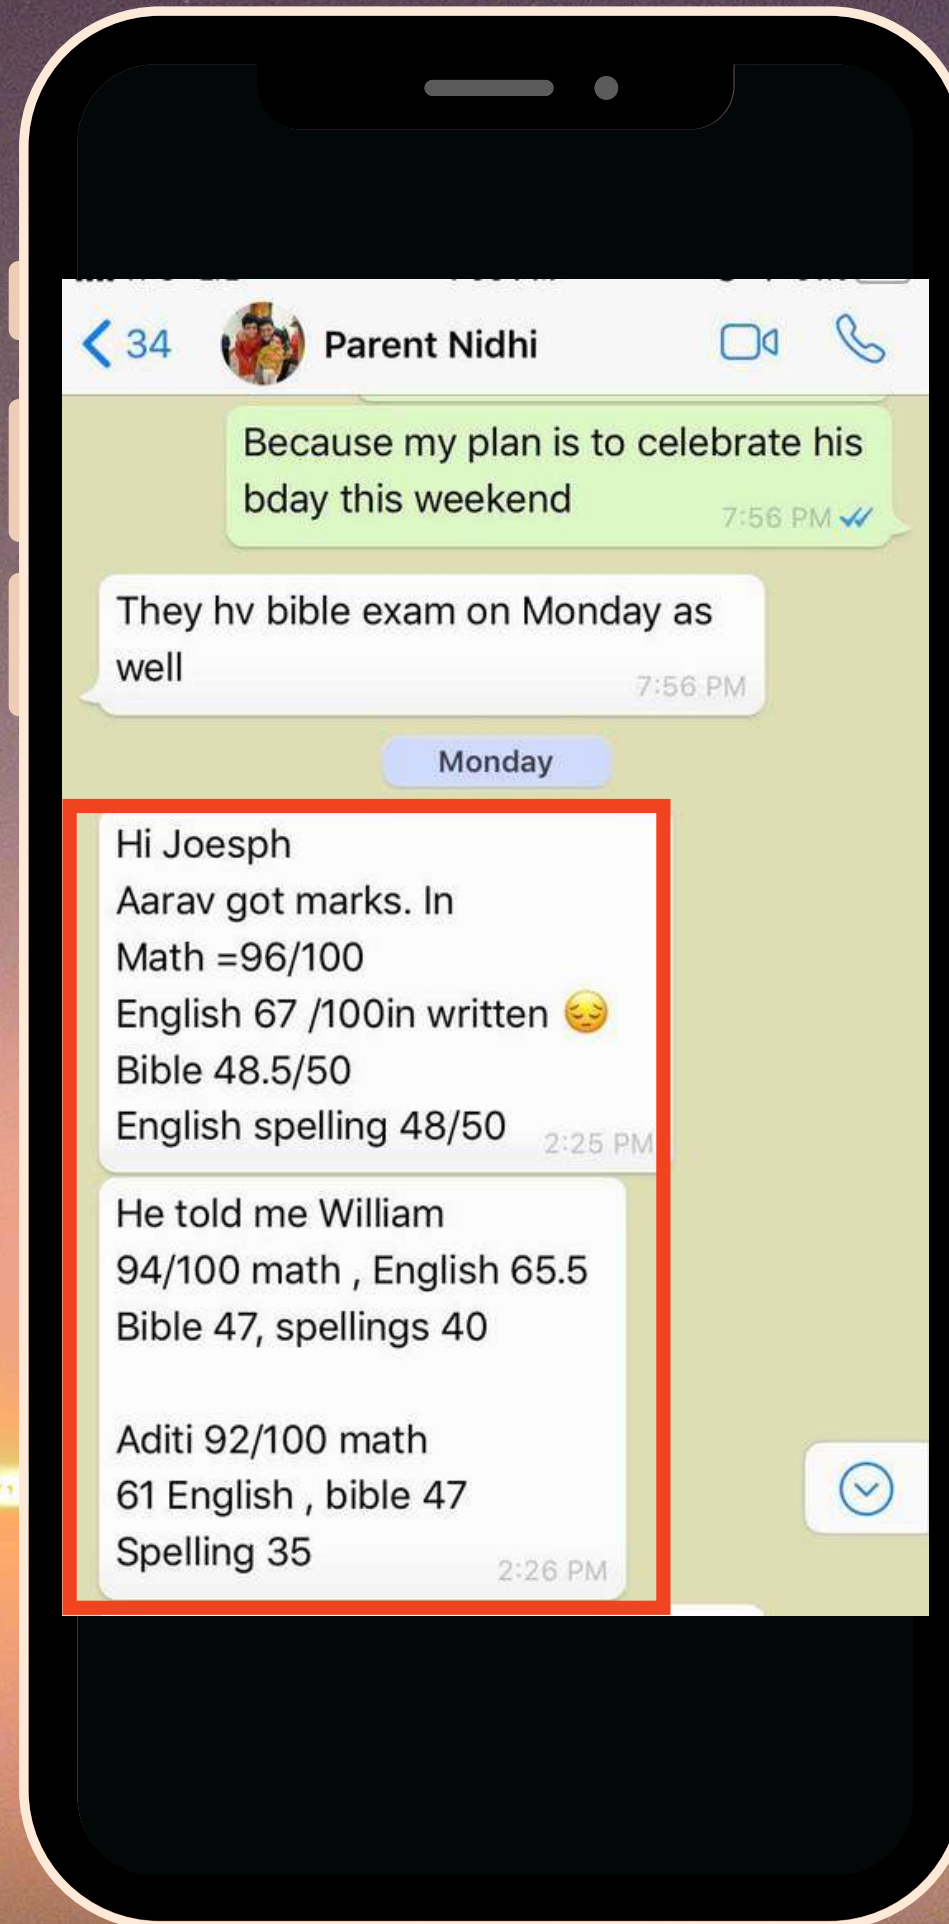 34
Parent Nidhi
Because my plan is to celebrate his
bday this weekend
7:56 PM
They hv bible exam on Monday as
well
7:56 PM
Monday
Hi Joesph
Aarav got marks. In
Math =96/100
English 67 /100in written 😔
Bible 48.5/50
English spelling 48/50
2:25 PM
He told me William
94/100 math , English 65.5
Bible 47, spellings 40
Aditi 92/100 math
61 English , bible 47
Spelling 35
2:26 PM